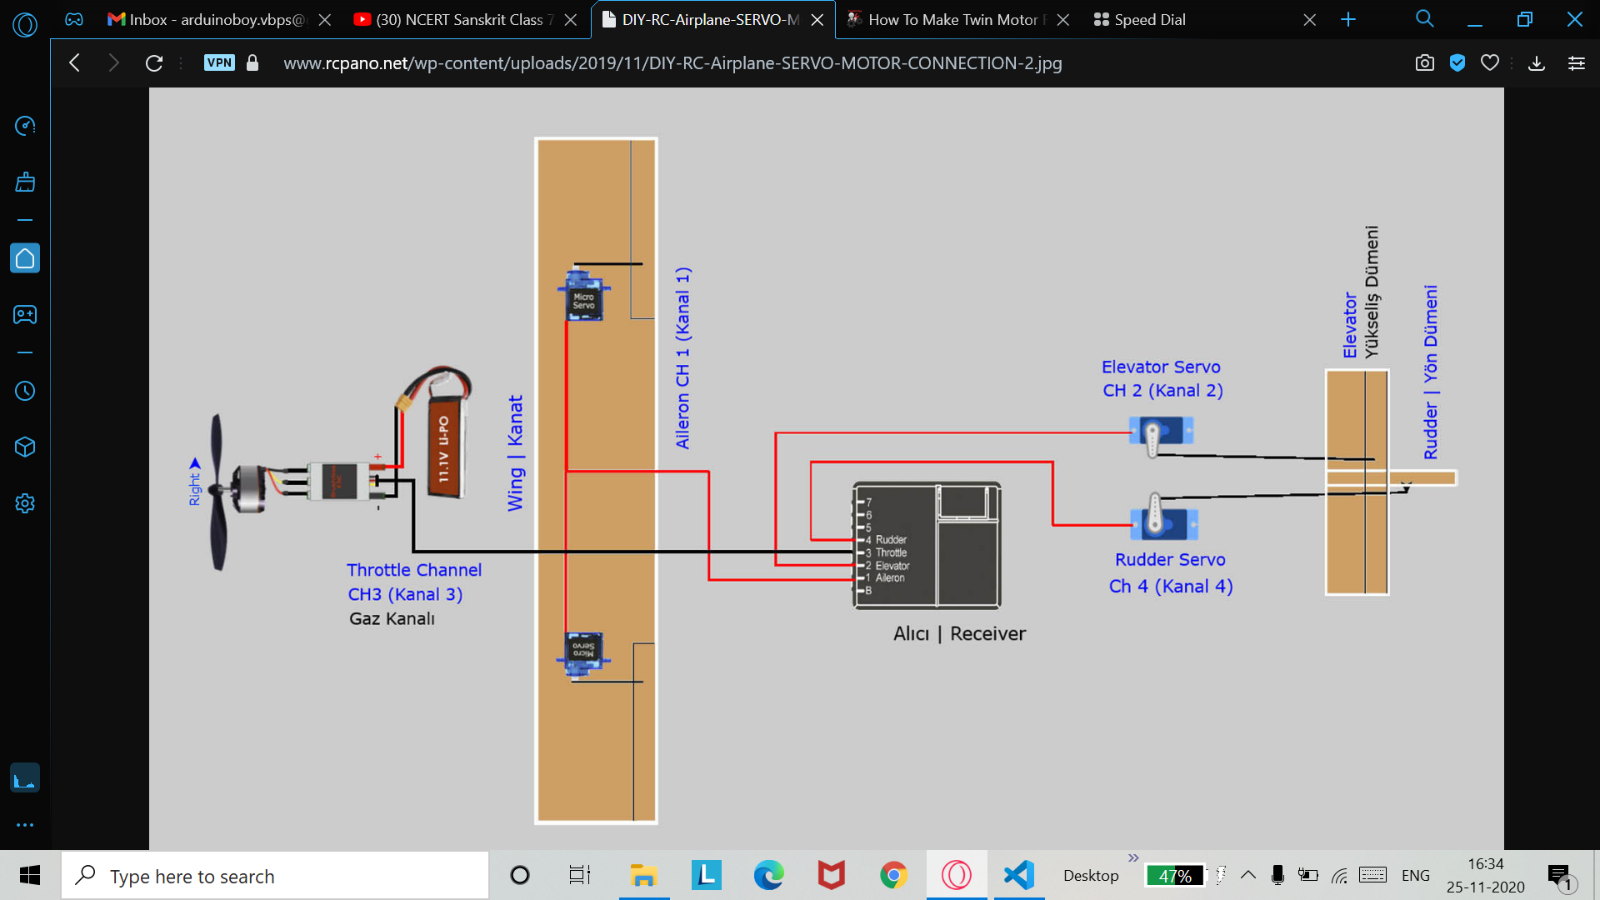 Inbox - arduinoboy.vbps@
(30) NCERT Sanskrit Class 7
DIY-RC-Airplane-SERVO-M
How To Make Twin Motor
Speed Dial
VPN
www.rcpano.net/wp-content/uploads/2019/11/DIY-RC-Airplane-SERVO-MOTOR-CONNECTION-2.jpg
Right
11.1V LI-PO
+
-
Throttle Channel
CH3 (Kanal 3)
Gaz Kanalı
Wing | Kanat
Micro
Servo
Aileron CH 1 (Kanal 1)
Micro
Servo
7
6
5
4 Rudder
3 Throttle
2 Elevator
1 Aileron
B
Alıcı | Receiver
Elevator Servo
CH 2 (Kanal 2)
Rudder Servo
Ch 4 (Kanal 4)
Elevator
Yükseliş Dümeni
Rudder | Yön Dümeni
Type here to search
L
Desktop
47%
ENG
16:34
25-11-2020
1